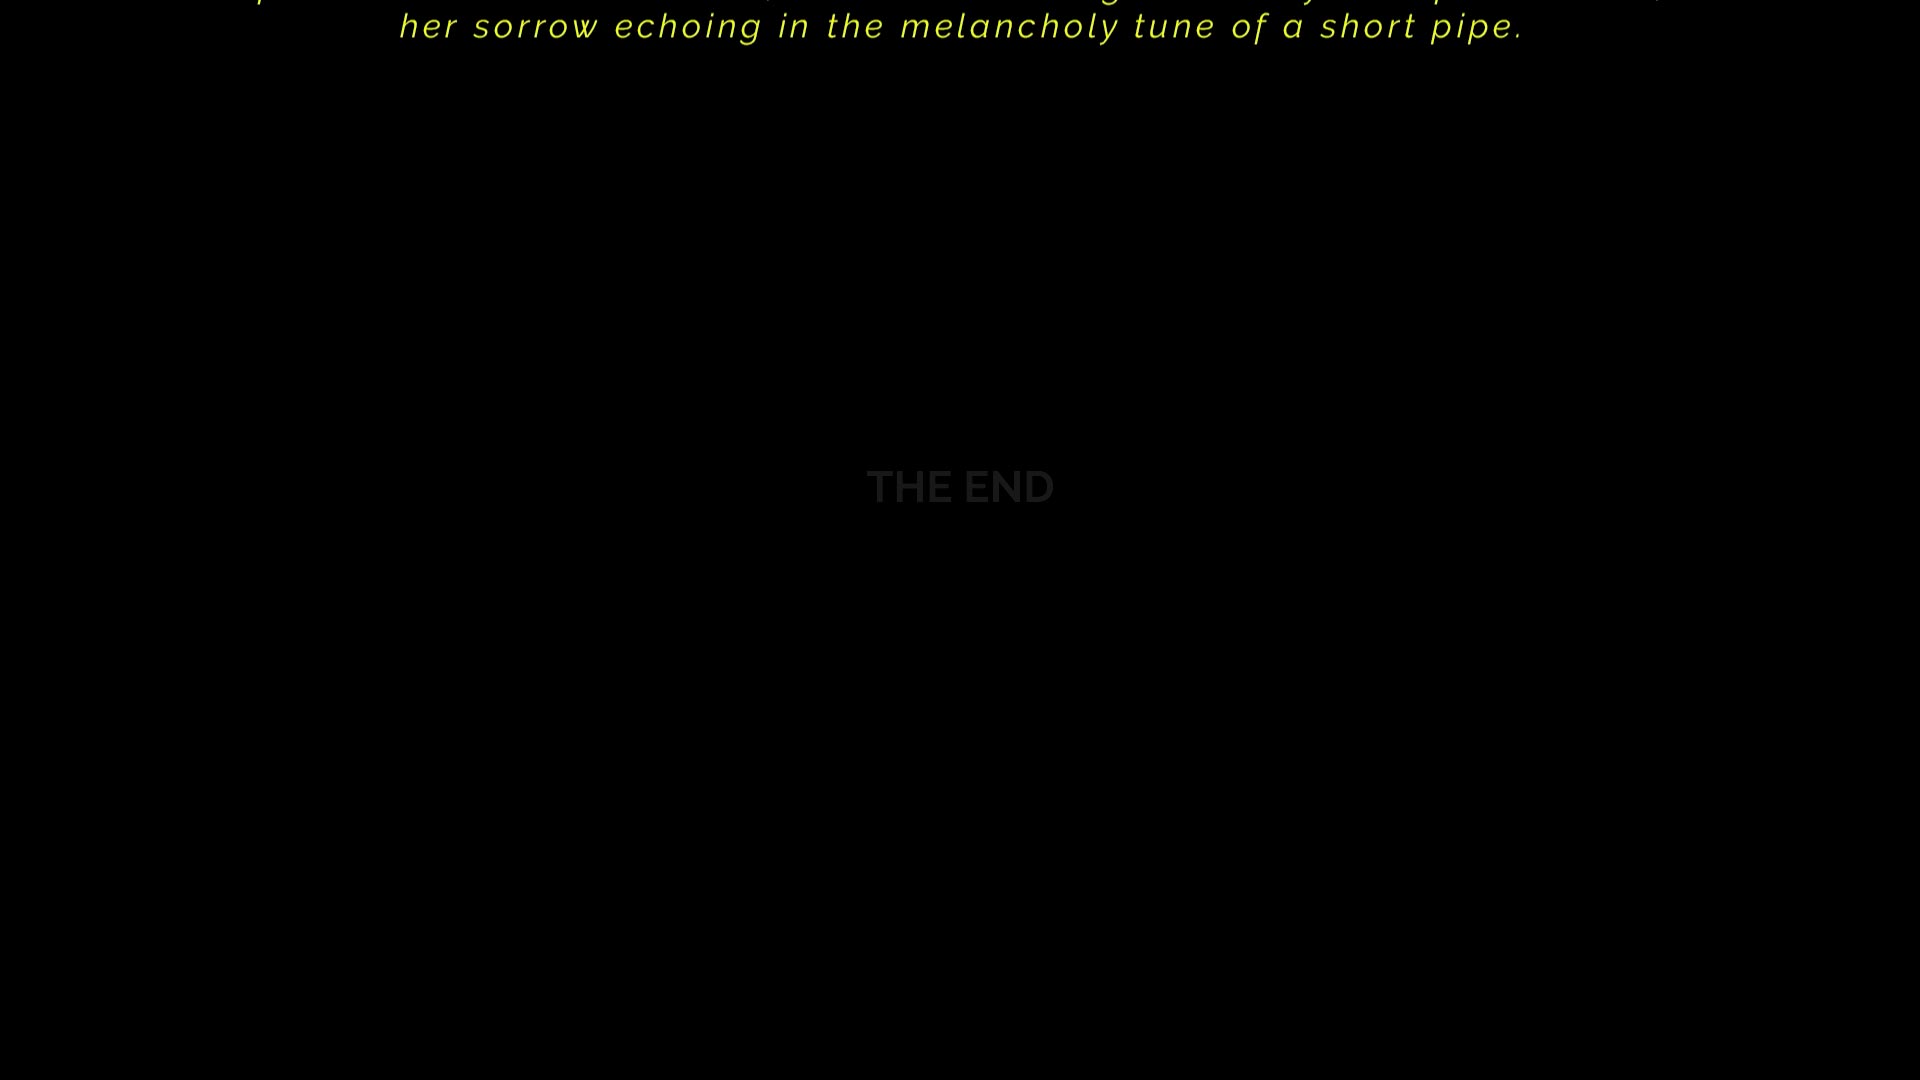 her sorrow echoing in the melancholy tune of a short pipe.
THE END